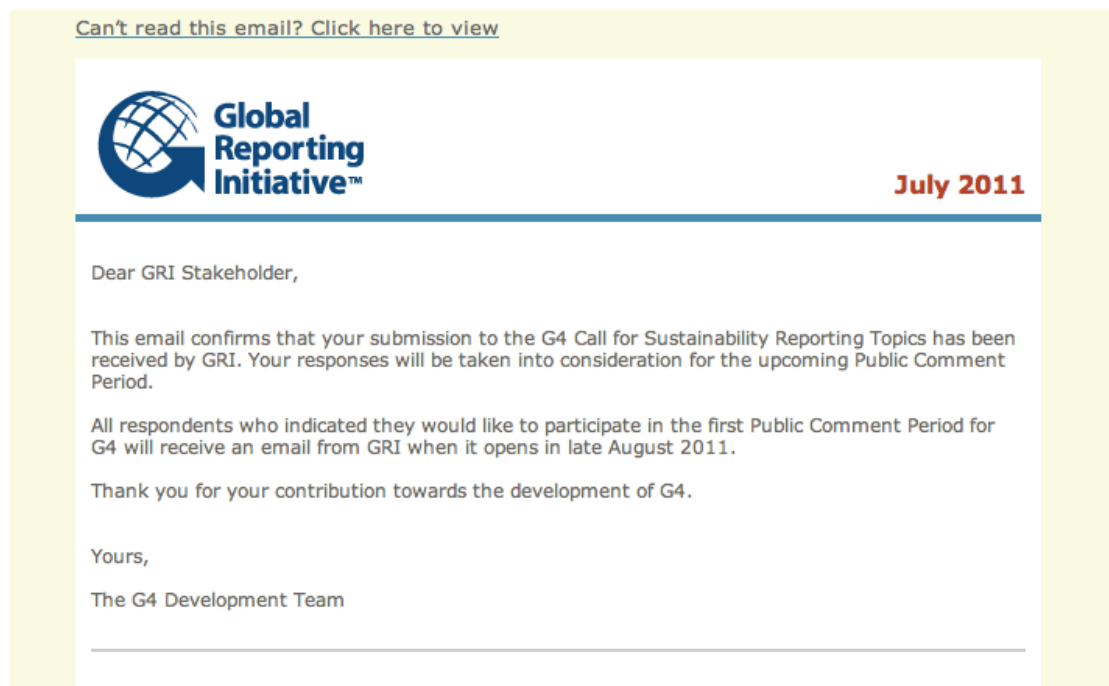 Can't read this email? Click here to view
Global
Reporting
Initiative™
July 2011
Dear GRI Stakeholder,
This email confirms that your submission to the G4 Call for Sustainability Reporting Topics has been
received by GRI. Your responses will be taken into consideration for the upcoming Public Comment
Period.
All respondents who indicated they would like to participate in the first Public Comment Period for
G4 will receive an email from GRI when it opens in late August 2011.
Thank you for your contribution towards the development of G4.
Yours,
The G4 Development Team